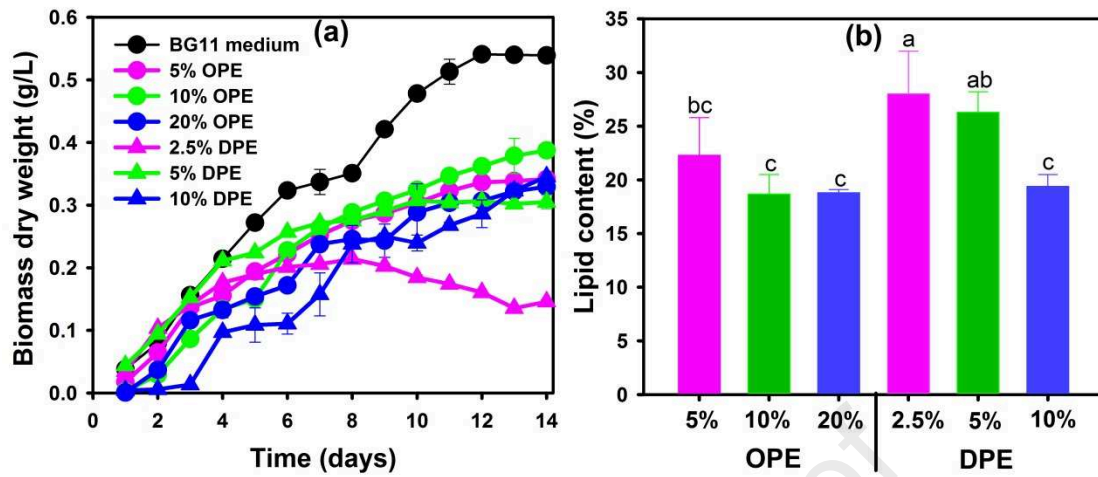 (a)
Biomass dry weight (g/L)
0.6
0.5
0.4
0.3
0.2
0.1
0.0
BG11 medium
5% OPE
10% OPE
20% OPE
2.5% DPE
5% DPE
10% DPE
0 2 4 6 8 10 12 14
Time (days)
(b)
Lipid content (%)
35
30
25
20
15
10
5
0
bc
c
c
a
ab
c
5% 10% 20% 2.5% 5% 10%
OPE DPE